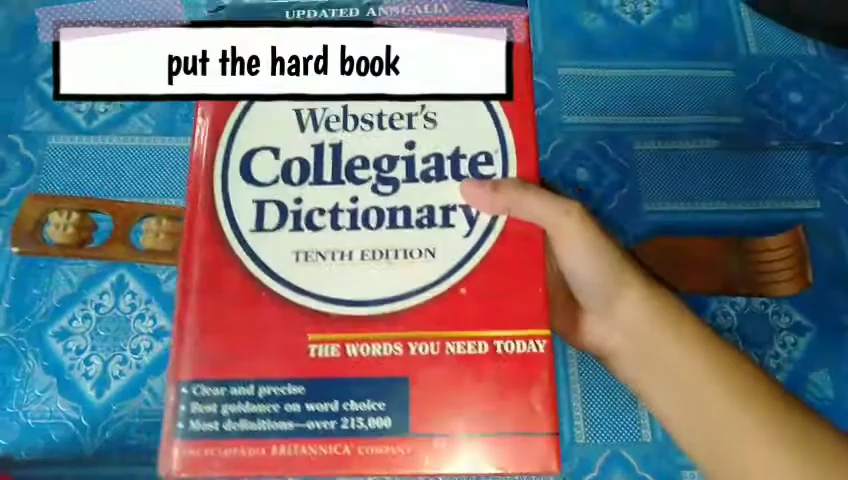 UPDATED ANNUALLY
put the hard book
Webster's
Collegiate
Dictionary
TENTH EDITION
THE WORDS YOU NEED TODAY
• Clear and precise
• Best guidance on word choice
• Most definitions—over 215,000
ENCYCLOPÆDIA BRITANNICA COMPANY